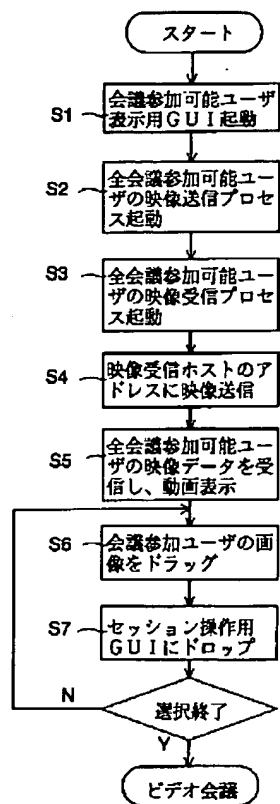 スタート
S1
会議参加可能ユーザ
表示用GUI起動
S2
全会議参加可能ユー
ザの映像送信プロセ
ス起動
S3
全会議参加可能ユー
ザの映像受信プロセ
ス起動
S4
映像受信ホストのア
ドレスに映像送信
S5
全会議参加可能ユー
ザの映像データを受
信し、動画表示
S6
会議参加ユーザの画
像をドラッグ
S7
セッション操作用
GUIにドロップ
N
選択終了
Y
ビデオ会議